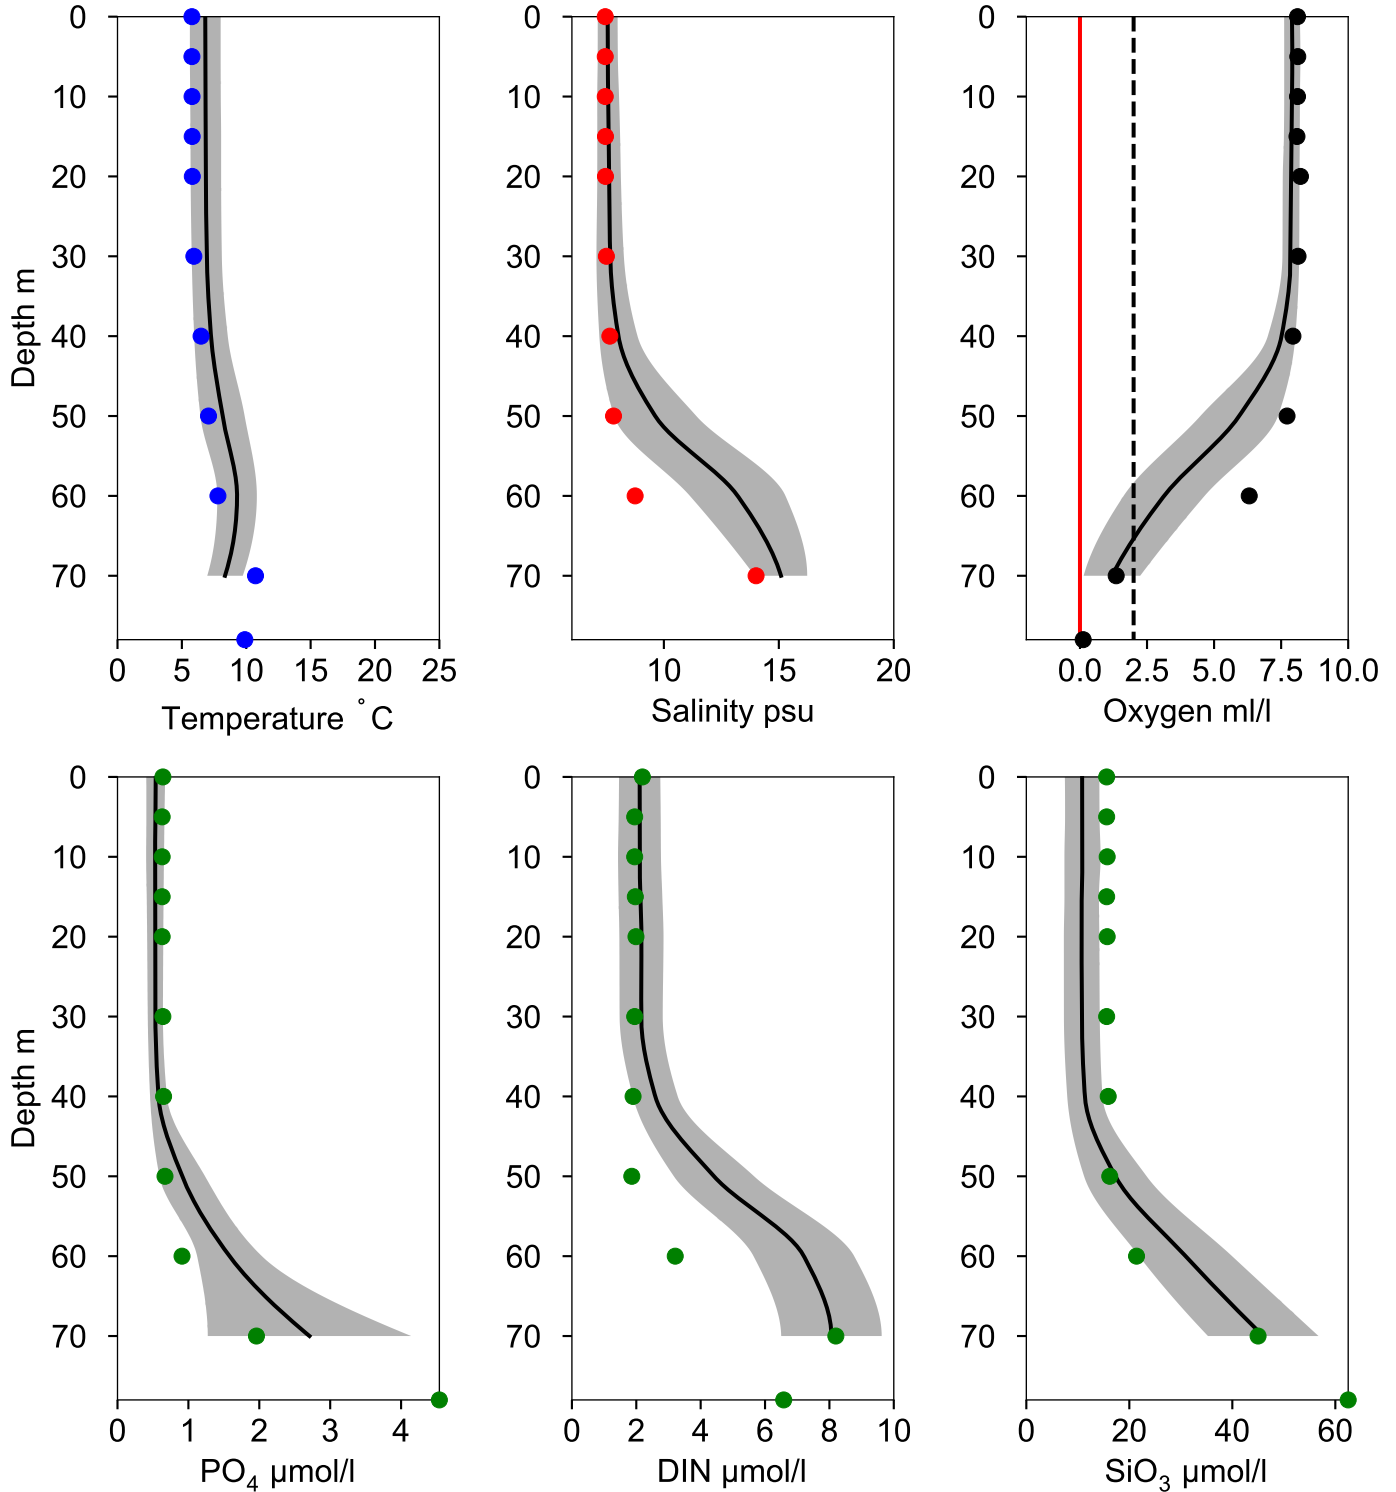 0 0 0
10 10 10
20 20 20
30 30 30
Depth m
40 40 40
50 50 50
60 60 60
70 70 70
0 5 10 15 20 25 10 15 20 0.0 2.5 5.0 7.5 10.0
Temperature ˚C Salinity psu Oxygen ml/l
0 0 0
10 10 10
20 20 20
30 30 30
Depth m
40 40 40
50 50 50
60 60 60
70 70 70
0 1 2 3 4 0 2 4 6 8 10 0 20 40 60
PO4 µmol/l DIN µmol/l SiO3 µmol/l